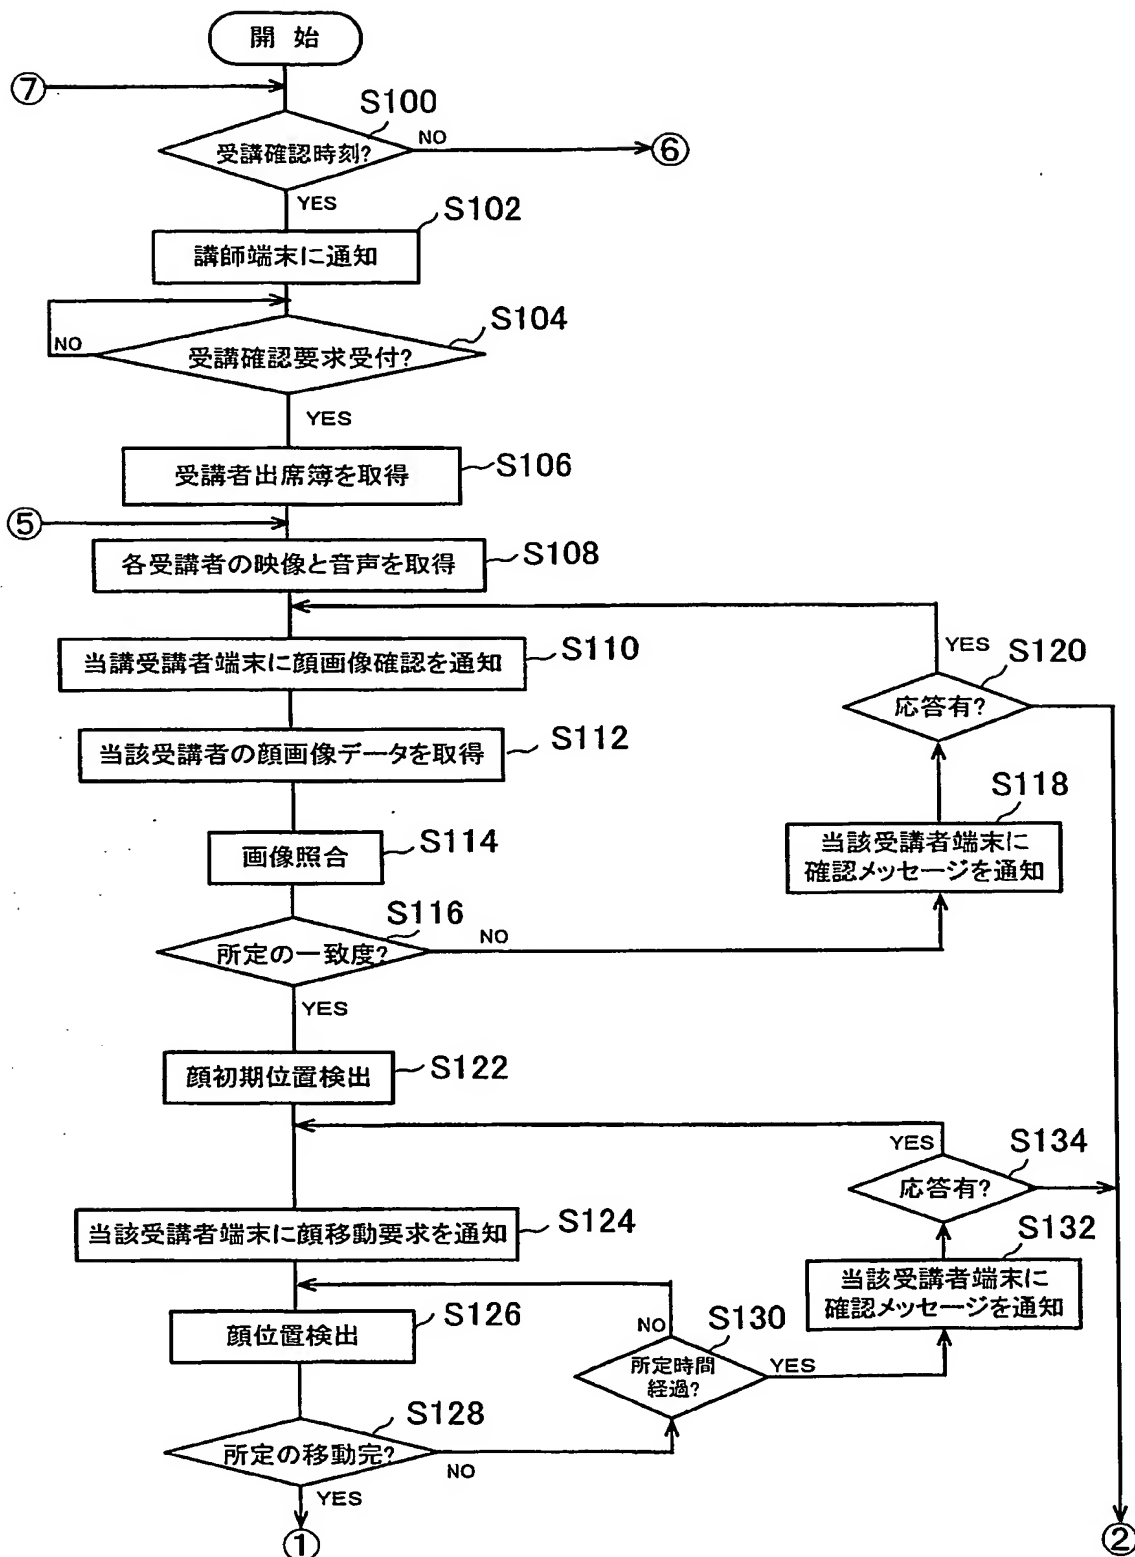 開 始
⑦
S100
受講確認時刻?
NO
⑥
YES
S102
講師端末に通知
S104
NO
受講確認要求受付?
YES
S106
受講者出席簿を取得
⑤
S108
各受講者の映像と音声を取得
YES
S110
当講受講者端末に顔画像確認を通知
S120
応答有?
S112
当該受講者の顔画像データを取得
S118
当該受講者端末に
確認メッセージを通知
S114
画像照合
S116
所定の一致度?
NO
YES
S122
顔初期位置検出
YES
S134
応答有?
S124
当該受講者端末に顔移動要求を通知
S132
当該受講者端末に
確認メッセージを通知
S126
顔位置検出
NO
S130
所定時間
経過?
YES
S128
所定の移動完?
NO
YES
①
②